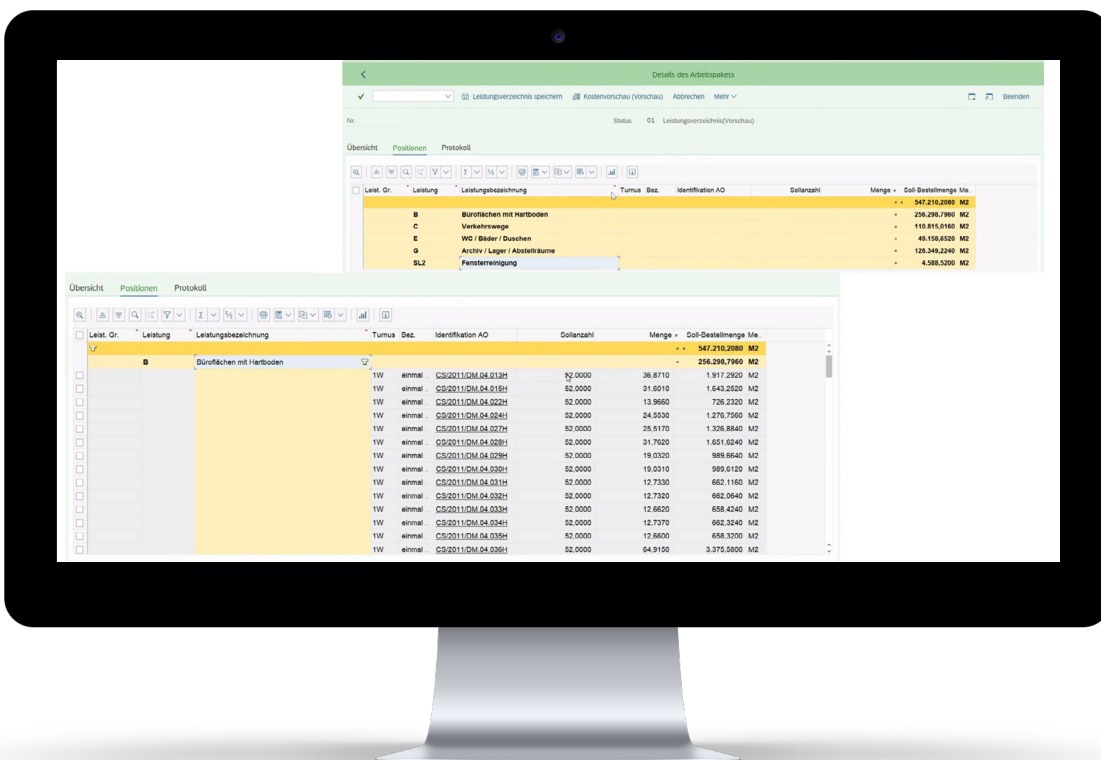 Details des Arbeitspakets
Leistungsverzeichnis speichern Kostenvorschau (Vorschau) Abbrechen Mehr Beenden
Nr. Status 01 Leistungsverzeichnis(Vorschau)
Übersicht Positionen Protokoll
Leist. Gr. Leistung Leistungsbezeichnung Turnus Bez. Identifikation AO Sollanzahl Menge Soll-Bestellmenge Me.
547.210,2080 M2
B Büroflächen mit Hartboden 256.298,7960 M2
C Verkehrswege 110.815,0160 M2
E WC / Bäder / Duschen 49.158,6520 M2
G Archiv / Lager / Abstellräume 126.349,2240 M2
SL2 Fensterreinigung 4.588,5200 M2
Übersicht Positionen Protokoll
Leist. Gr. Leistung Leistungsbezeichnung Turnus Bez. Identifikation AO Sollanzahl Menge Soll-Bestellmenge Me.
547.210,2080 M2
B Büroflächen mit Hartboden 256.298,7960 M2
1W einmal .. CS/2011/DM.04.013H 52,0000 36,8710 1.917,2920 M2
1W einmal .. CS/2011/DM.04.015H 52,0000 31,6010 1.643,2520 M2
1W einmal .. CS/2011/DM.04.022H 52,0000 13,9660 726,2320 M2
1W einmal .. CS/2011/DM.04.024H 52,0000 24,5530 1.276,7560 M2
1W einmal .. CS/2011/DM.04.027H 52,0000 25,5170 1.326,8840 M2
1W einmal .. CS/2011/DM.04.028H 52,0000 31,7620 1.651,6240 M2
1W einmal .. CS/2011/DM.04.029H 52,0000 19,0320 989,6640 M2
1W einmal .. CS/2011/DM.04.030H 52,0000 19,0310 989,6120 M2
1W einmal .. CS/2011/DM.04.031H 52,0000 12,7330 662,1160 M2
1W einmal .. CS/2011/DM.04.032H 52,0000 12,7320 662,0640 M2
1W einmal .. CS/2011/DM.04.033H 52,0000 12,6620 658,4240 M2
1W einmal .. CS/2011/DM.04.034H 52,0000 12,7370 662,3240 M2
1W einmal .. CS/2011/DM.04.035H 52,0000 12,6600 658,3200 M2
1W einmal .. CS/2011/DM.04.036H 52,0000 64,9150 3.375,5800 M2